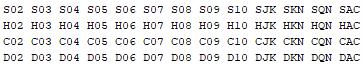 S02 S03 S04 S05 S06 S07 S08 S09 S10 SJK SKN SQN SAC
H02 H03 H04 H05 H06 H07 H08 H09 H10 HJK HKN HQN HAC
C02 C03 C04 C05 C06 C07 C08 C09 C10 CJK CKN CQN CAC
D02 D03 D04 D05 D06 D07 D08 D09 D10 DJK DKN DQN DAC